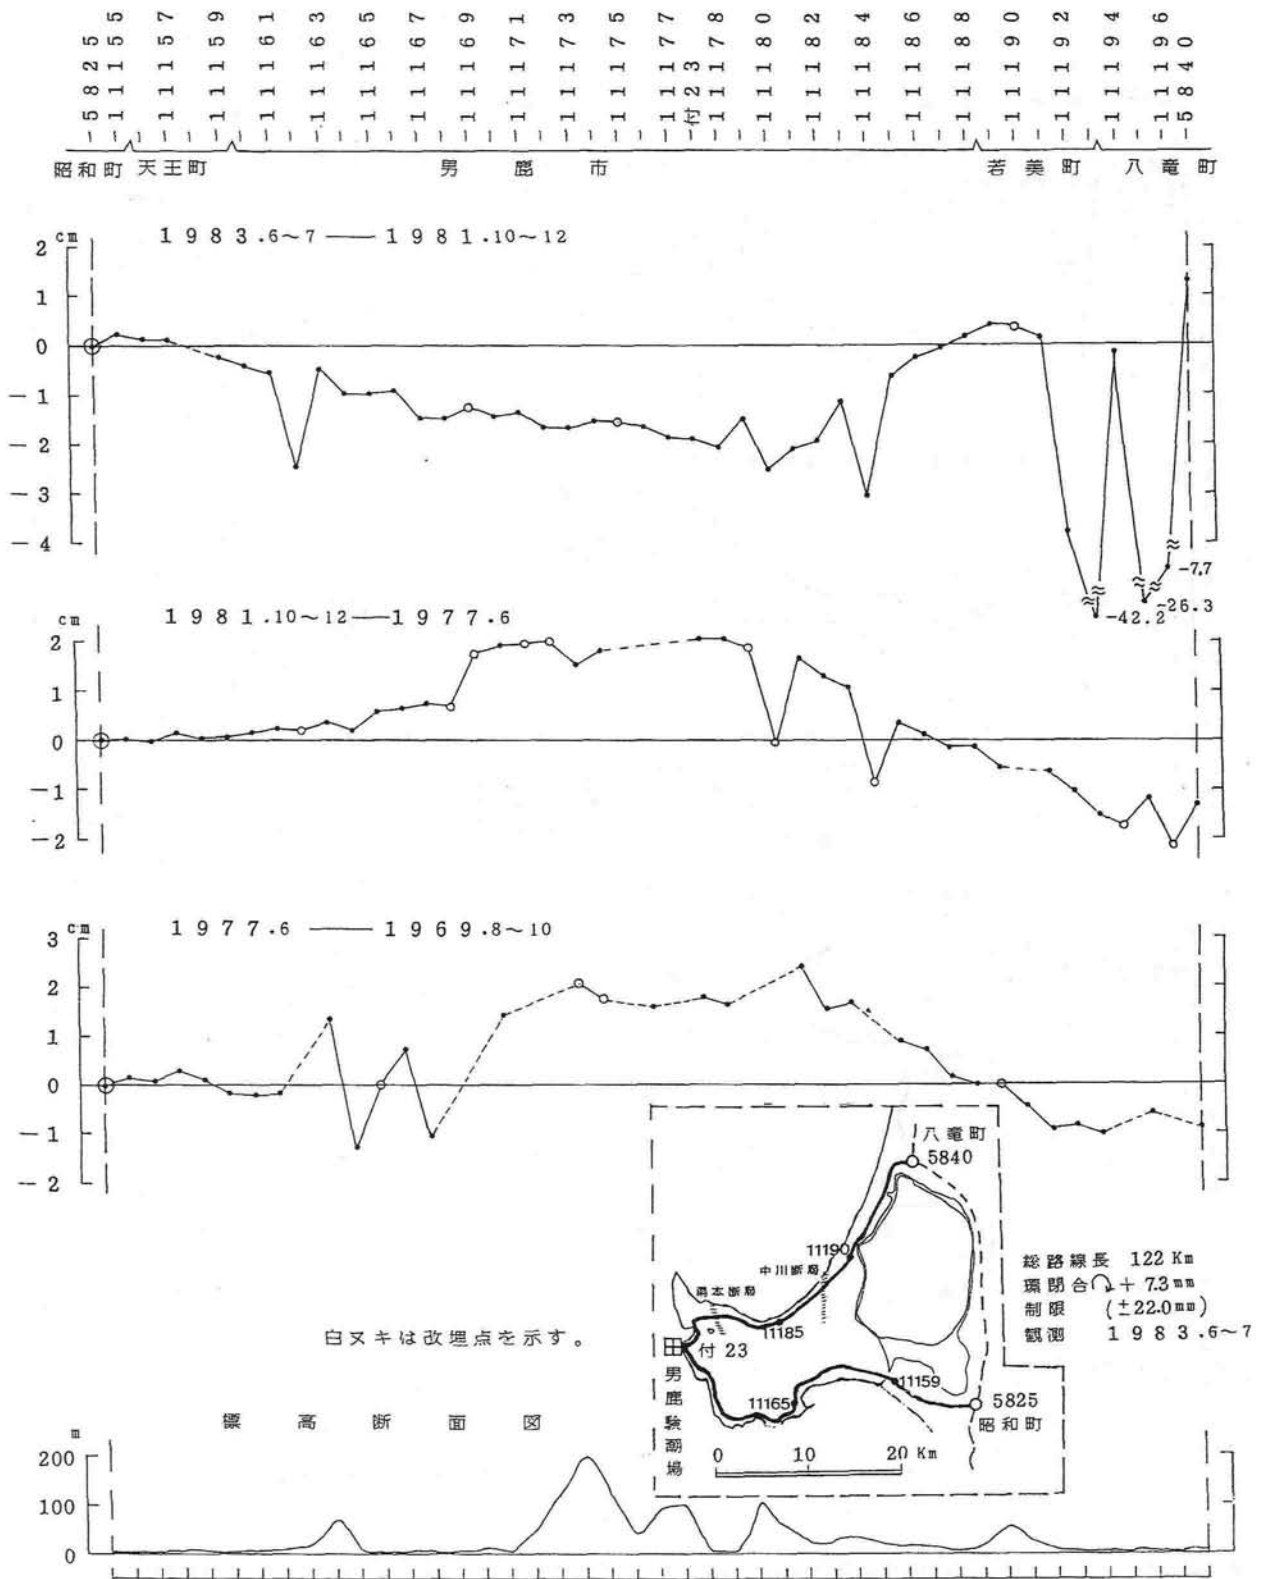 -5825
-11155
-11157
-11159
-11161
-11163
-11165
-11167
-11169
-11171
-11173
-11175
-11177
-付23
-11178
-11180
-11182
-11184
-11186
-11188
-11190
-11192
-11194
-11196
-5840
昭和町 天王町 男鹿市 若美町 八竜町
cm
1983.6~7 —— 1981.10~12
2
1
0
-1
-2
-3
-4
-7.7
-26.3
-42.2
cm
1981.10~12 —— 1977.6
2
1
0
-1
-2
cm
1977.6 —— 1969.8~10
3
2
1
0
-1
-2
八竜町
5840
11190
中川断層
湯本断層
11185
付23
11159
11165
5825
昭和町
男鹿験潮場
0 10 20 Km
総路線長 122 Km
環閉合 + 7.3mm
制限 (±22.0mm)
観測 1983.6~7
白ヌキは改埋点を示す。
標高断面図
m
200
100
0